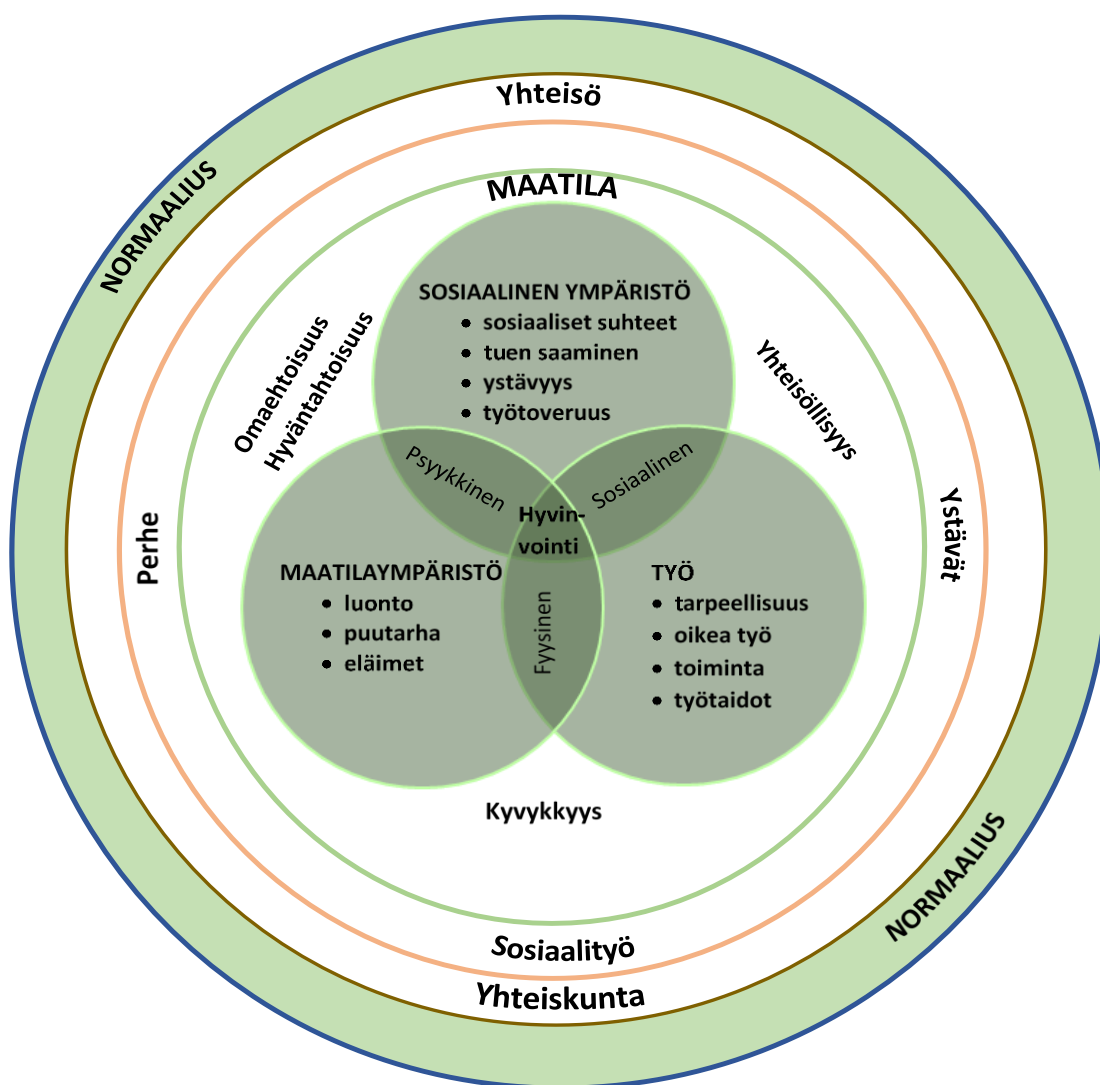 Yhteisö
NORMAALIUS
MAATILA
SOSIAALINEN YMPÄRISTÖ
• sosiaaliset suhteet
• tuen saaminen
• ystävyys
• työtoveruus
Omaehtoisuus
Hyväntahtoisuus
Yhteisöllisyys
Psyykkinen
Sosiaalinen
Hyvin-
vointi
Perhe
Ystävät
MAATILAYMPÄRISTÖ
• luonto
• puutarha
• eläimet
Fyysinen
TYÖ
• tarpeellisuus
• oikea työ
• toiminta
• työtaidot
Kyvykkyys
NORMAALIUS
Sosiaalityö
Yhteiskunta